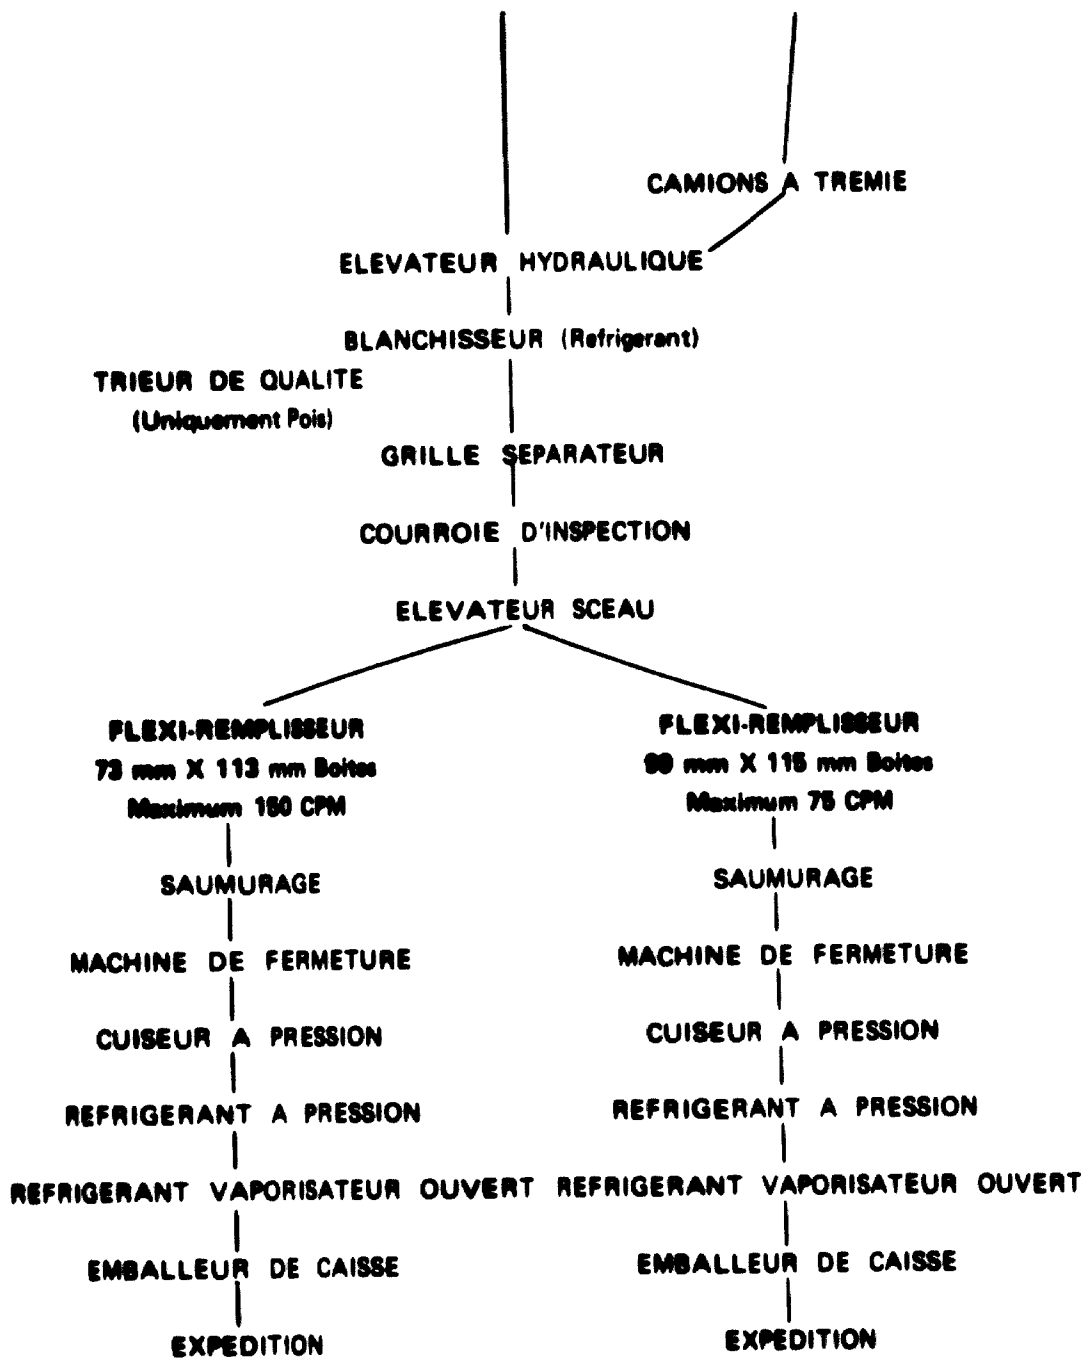 CAMIONS A TREMIE
ELEVATEUR HYDRAULIQUE
BLANCHISSEUR (Refrigerant)
TRIEUR DE QUALITE
(Uniquement Pois)
GRILLE SEPARATEUR
COURROIE D'INSPECTION
ELEVATEUR SCEAU
FLEXI-REMPLISSEUR
73 mm X 113 mm Boites
Maximum 150 CPM
SAUMURAGE
MACHINE DE FERMETURE
CUISEUR A PRESSION
REFRIGERANT A PRESSION
REFRIGERANT VAPORISATEUR OUVERT
EMBALLEUR DE CAISSE
EXPEDITION
FLEXI-REMPLISSEUR
99 mm X 115 mm Boites
Maximum 75 CPM
SAUMURAGE
MACHINE DE FERMETURE
CUISEUR A PRESSION
REFRIGERANT A PRESSION
REFRIGERANT VAPORISATEUR OUVERT
EMBALLEUR DE CAISSE
EXPEDITION